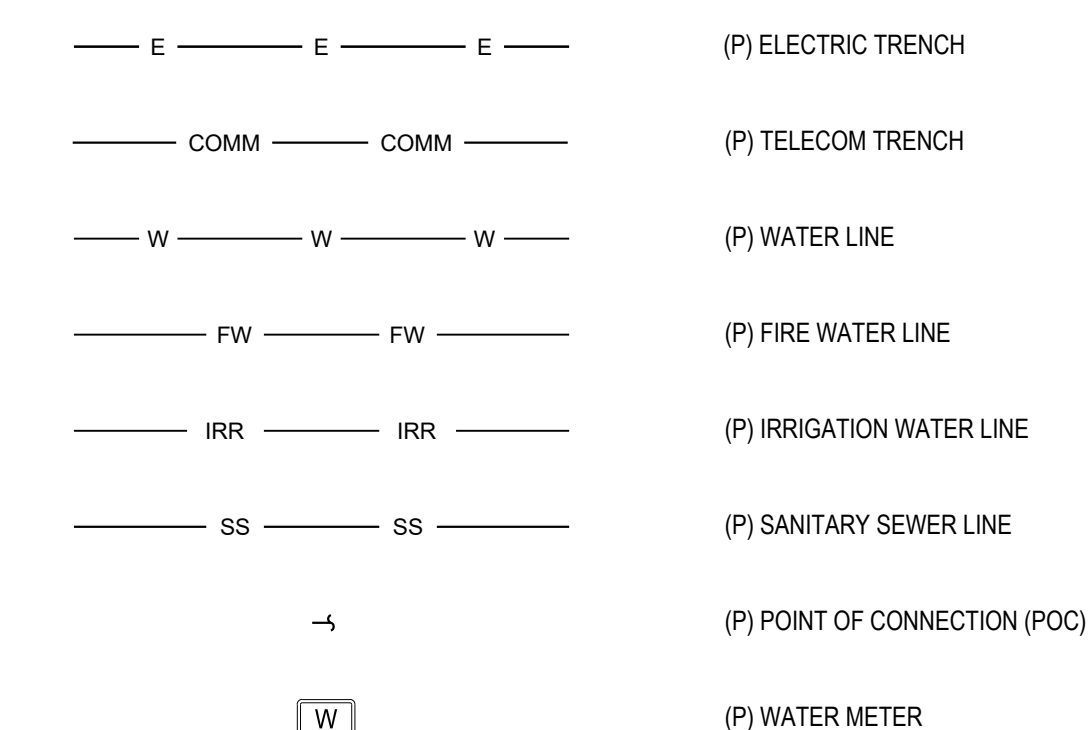 E E E (P) ELECTRIC TRENCH
COMM COMM (P) TELECOM TRENCH
W W W (P) WATER LINE
FW FW (P) FIRE WATER LINE
IRR IRR (P) IRRIGATION WATER LINE
SS SS (P) SANITARY SEWER LINE
(P) POINT OF CONNECTION (POC)
W (P) WATER METER